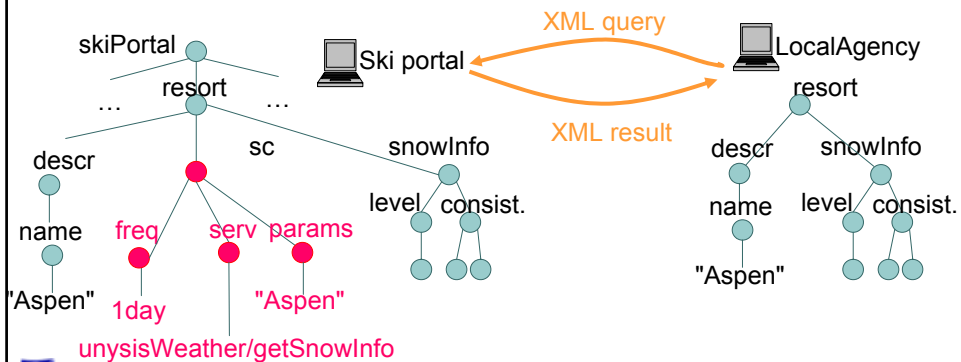 XML query
skiPortal
Ski portal
LocalAgency
resort
resort
… …
XML result
sc
descr
snowInfo
descr
snowInfo
level
consist.
level
consist.
name
freq
serv
params
name
"Aspen"
"Aspen"
"Aspen"
1day
unysisWeather/getSnowInfo